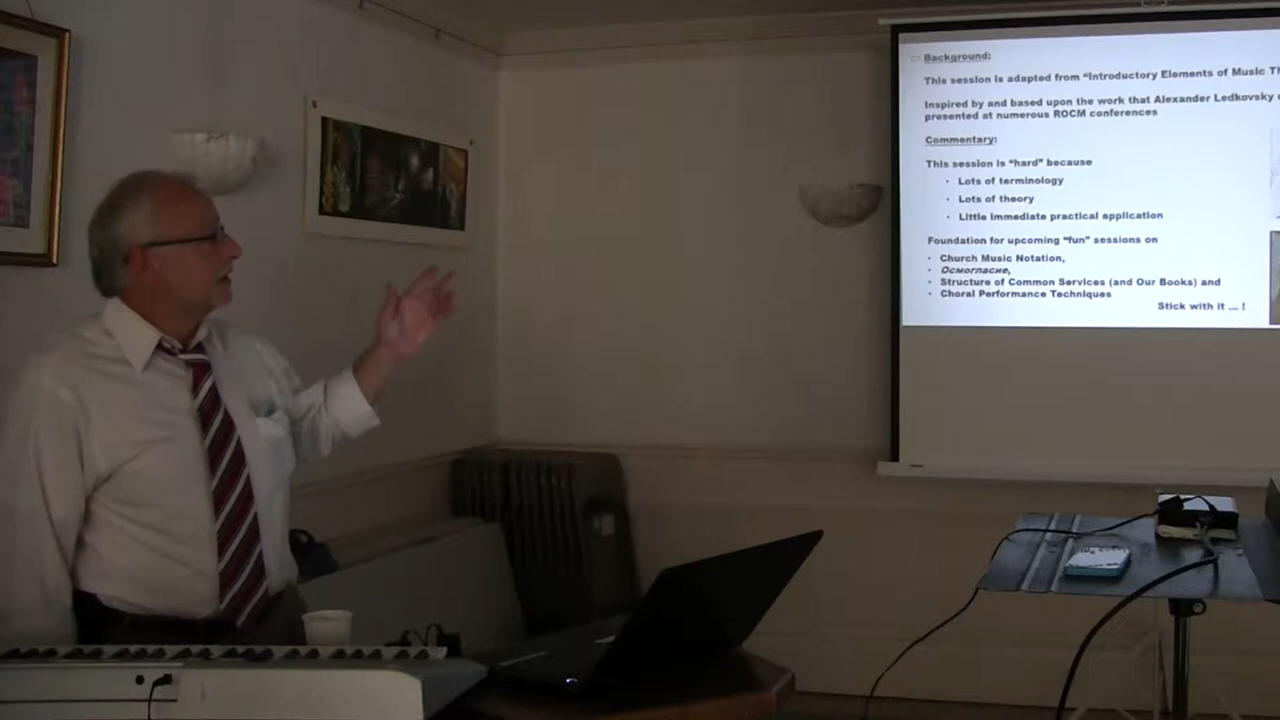 Background:
This session is adapted from "Introductory Elements of Music
Inspired by and based upon the work that Alexander Ledkovsky
presented at numerous ROCM conferences
Commentary:
This session is "hard" because
• Lots of terminology
• Lots of theory
• Little immediate practical application
Foundation for upcoming "fun" sessions on
• Church Music Notation,
• Осмогласие,
• Structure of Common Services (and Our Books) and
• Choral Performance Techniques
Stick with it ... !